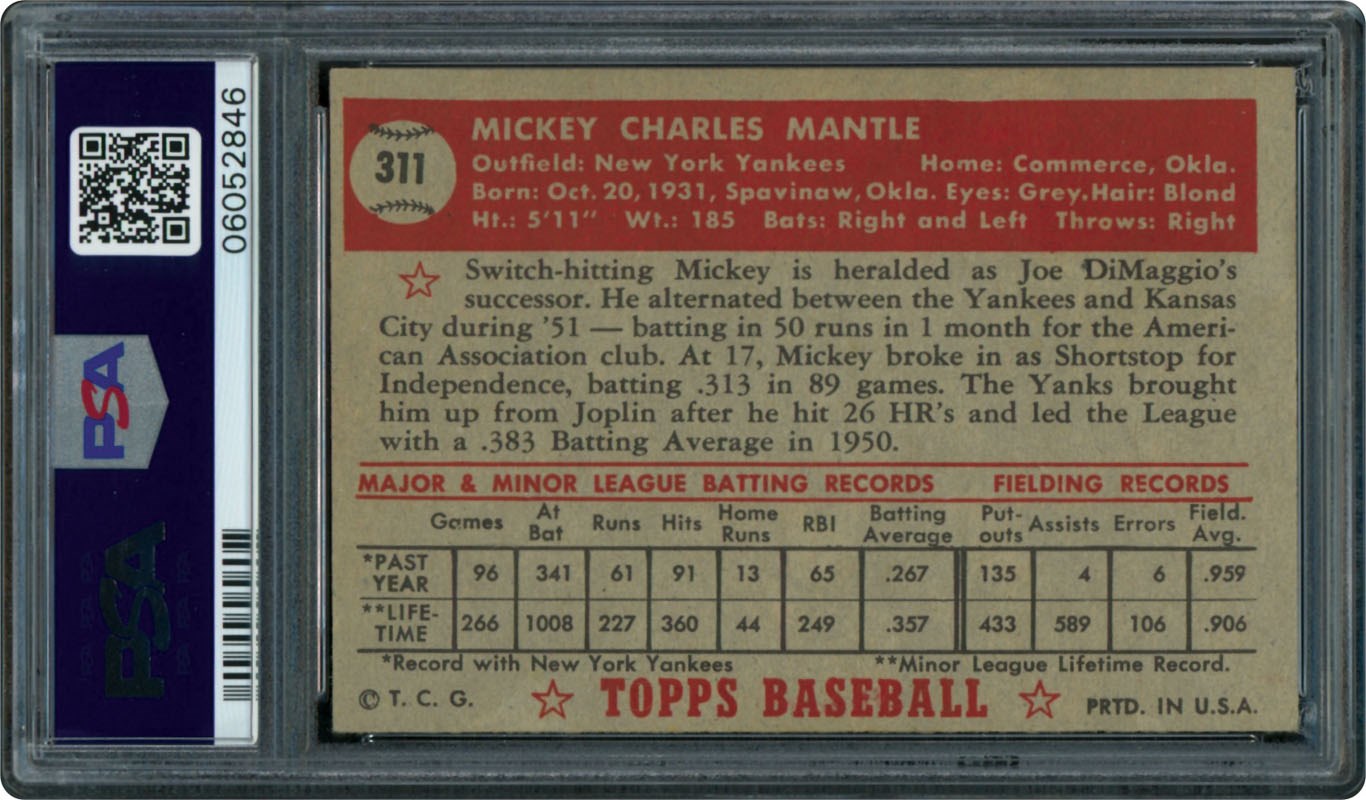 06052846
PSA
PSA
311
MICKEY CHARLES MANTLE
Outfield: New York Yankees Home: Commerce, Okla.
Born: Oct. 20, 1931, Spavinaw, Okla. Eyes: Grey. Hair: Blond
Ht.: 5'11" Wt.: 185 Bats: Right and Left Throws: Right
Switch-hitting Mickey is heralded as Joe DiMaggio's
successor. He alternated between the Yankees and Kansas
City during '51 — batting in 50 runs in 1 month for the Ameri-
can Association club. At 17, Mickey broke in as Shortstop for
Independence, batting .313 in 89 games. The Yanks brought
him up from Joplin after he hit 26 HR's and led the League
with a .383 Batting Average in 1950.
MAJOR & MINOR LEAGUE BATTING RECORDS FIELDING RECORDS
Games At Bat Runs Hits Home Runs RBI Batting Average Put-outs Assists Errors Field. Avg.
*PAST YEAR 96 341 61 91 13 65 .267 135 4 6 .959
**LIFE-TIME 266 1008 227 360 44 249 .357 433 589 106 .906
*Record with New York Yankees **Minor League Lifetime Record.
© T. C. G. ☆ TOPPS BASEBALL ☆ PRTD. IN U.S.A.